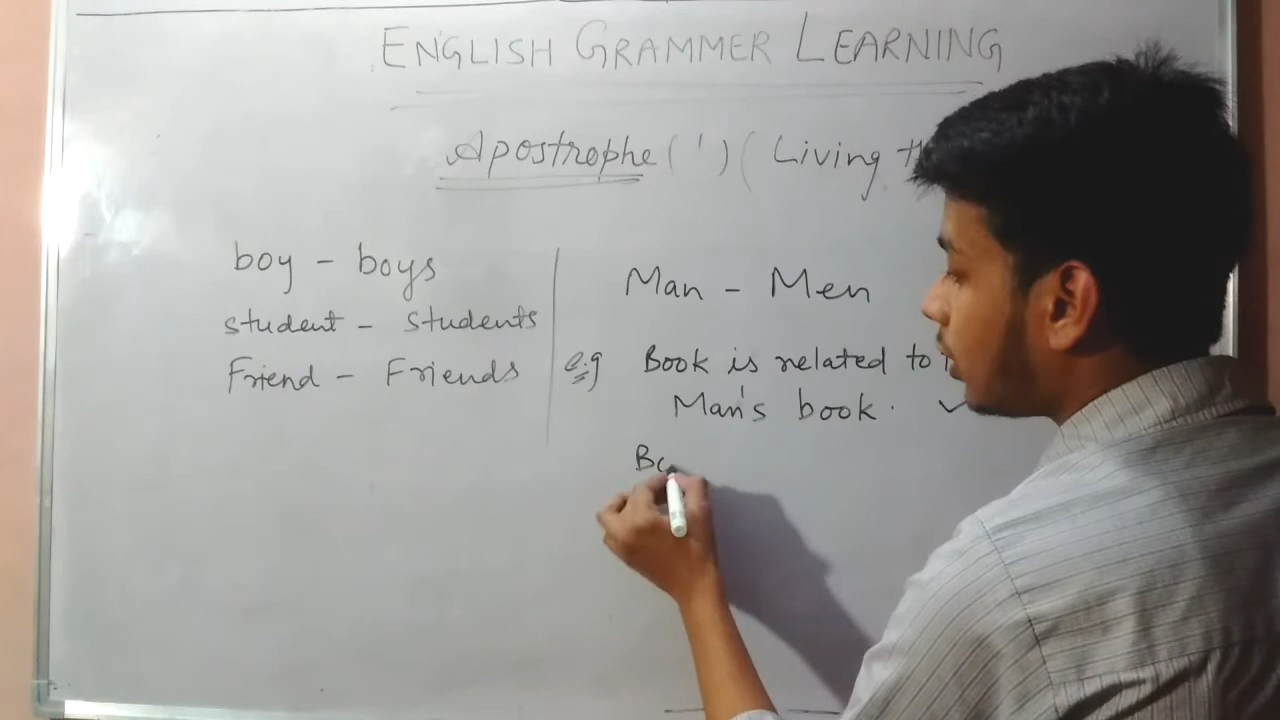 ENGLISH GRAMMER LEARNING
Apostrophe (') (Living
boy - boys
student - students
Friend - Friends
Man - Men
e.g Book is related to
Man's book.